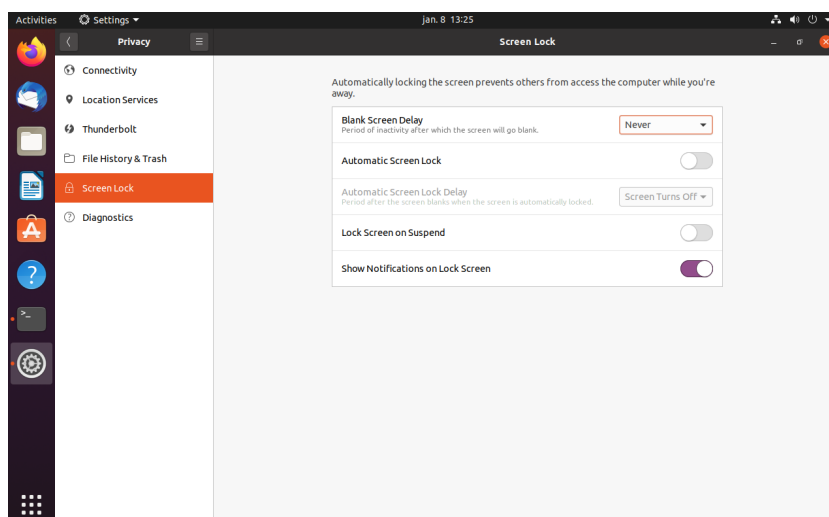 Activities Settings jan. 8 13:25
Privacy Screen Lock
Connectivity
Location Services
Thunderbolt
File History & Trash
Screen Lock
Diagnostics
Automatically locking the screen prevents others from access the computer while you're
away.
Blank Screen Delay
Period of inactivity after which the screen will go blank.
Never
Automatic Screen Lock
Automatic Screen Lock Delay
Period after the screen blanks when the screen is automatically locked.
Screen Turns Off
Lock Screen on Suspend
Show Notifications on Lock Screen